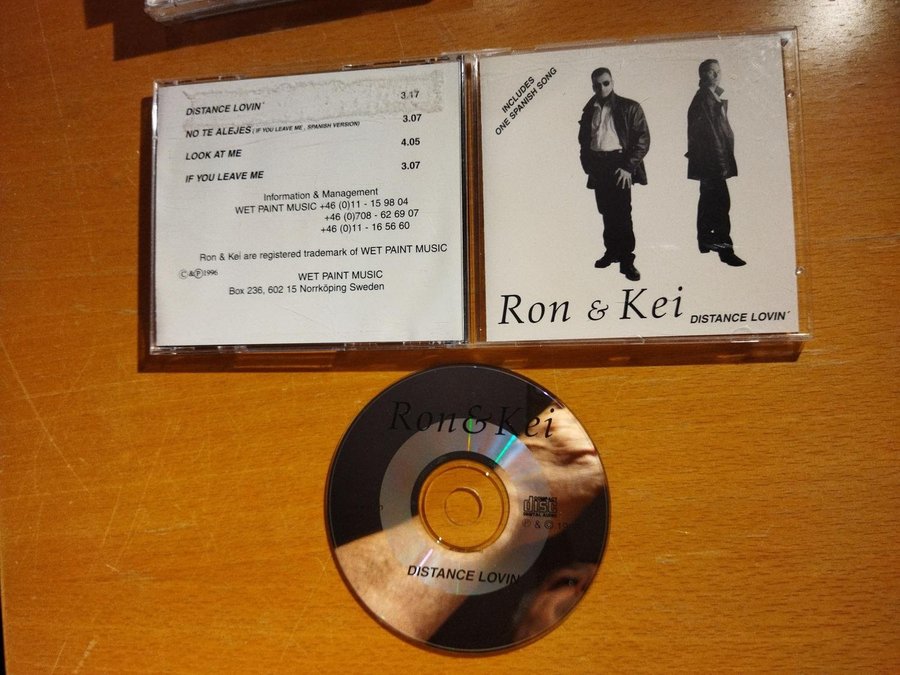 DISTANCE LOVIN´ 3.17
NO TE ALEJES (IF YOU LEAVE ME, SPANISH VERSION) 3.07
LOOK AT ME 4.05
IF YOU LEAVE ME 3.07
Information & Management
WET PAINT MUSIC +46 (0)11 - 15 98 04
+46 (0)708 - 62 69 07
+46 (0)11 - 16 56 60
Ron & Kei are registered trademark of WET PAINT MUSIC
©&℗1996
WET PAINT MUSIC
Box 236, 602 15 Norrköping Sweden
INCLUDES
ONE SPANISH SONG
Ron & Kei
DISTANCE LOVIN´
Ron & Kei
COMPACT
disc
DIGITAL AUDIO
℗ & ©
DISTANCE LOVIN